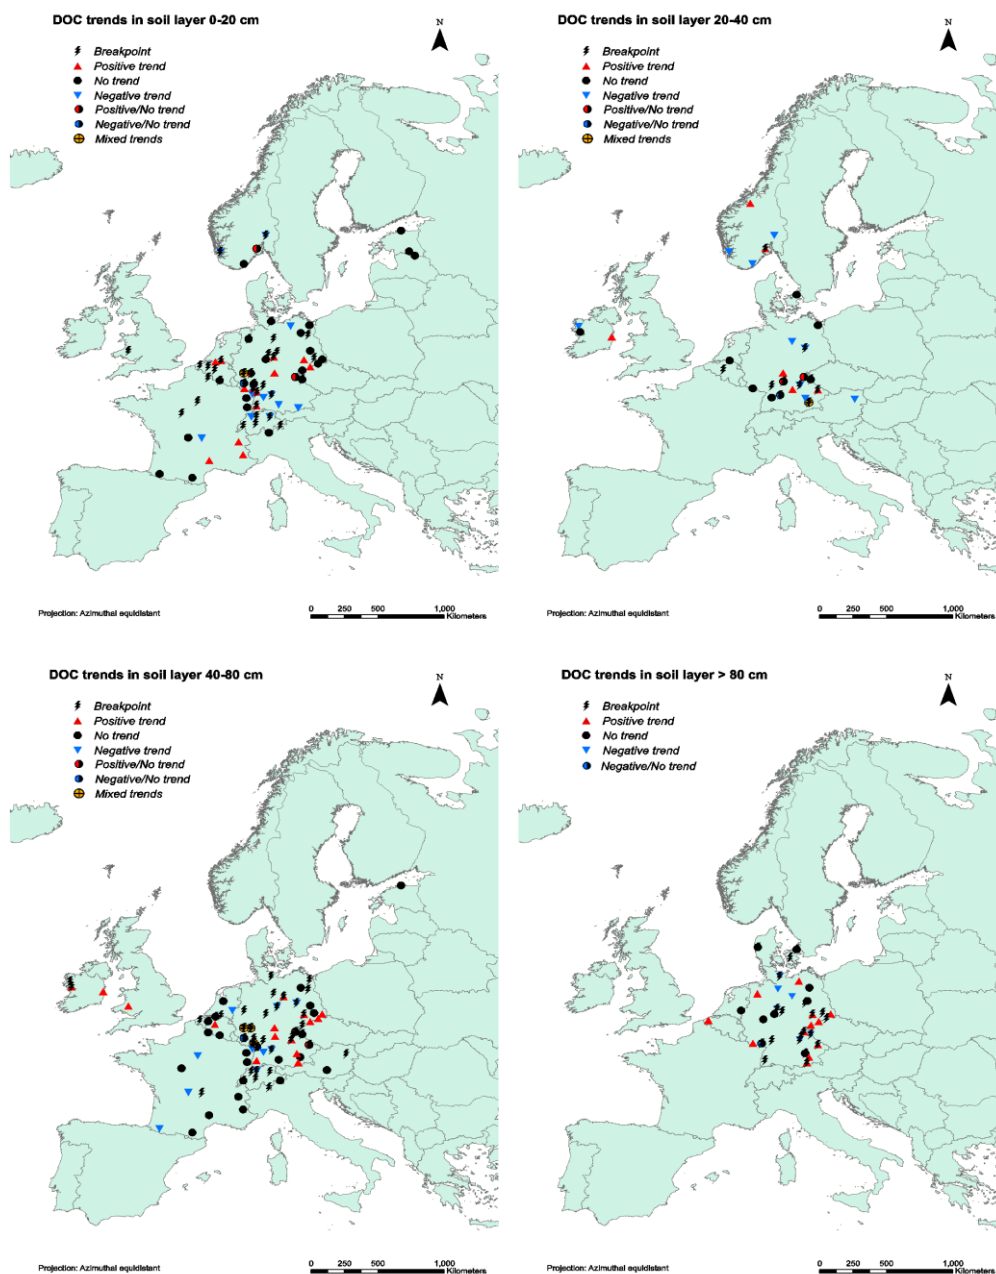 DOC trends in soil layer 0-20 cm
N
Breakpoint
Positive trend
No trend
Negative trend
Positive/No trend
Negative/No trend
Mixed trends
Projection: Azimuthal equidistant
0 250 500 1,000
Kilometers
DOC trends in soil layer 20-40 cm
N
Breakpoint
Positive trend
No trend
Negative trend
Positive/No trend
Negative/No trend
Mixed trends
Projection: Azimuthal equidistant
0 250 500 1,000
Kilometers
DOC trends in soil layer 40-80 cm
N
Breakpoint
Positive trend
No trend
Negative trend
Positive/No trend
Negative/No trend
Mixed trends
Projection: Azimuthal equidistant
0 250 500 1,000
Kilometers
DOC trends in soil layer > 80 cm
N
Breakpoint
Positive trend
No trend
Negative trend
Negative/No trend
Projection: Azimuthal equidistant
0 250 500 1,000
Kilometers